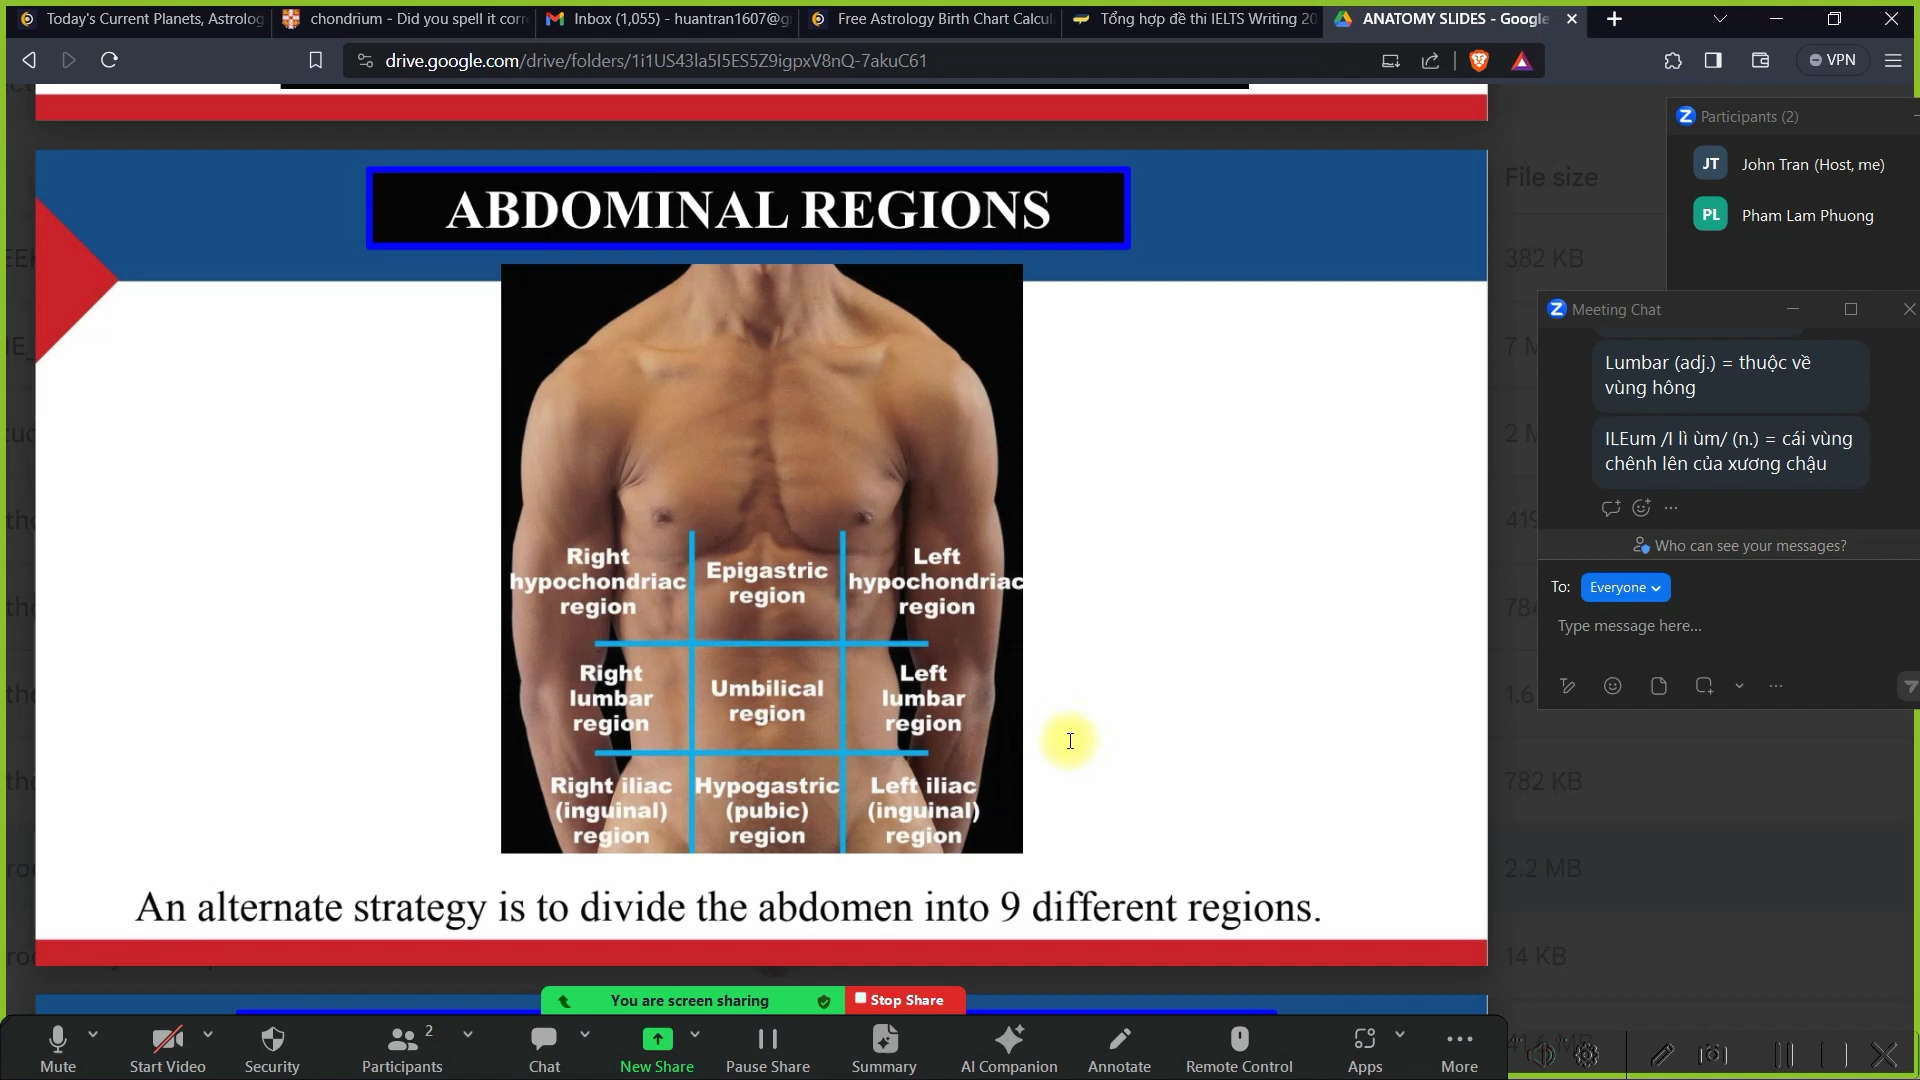 Today's Current Planets, Astrolog
chondrium - Did you spell it corr
Inbox (1,055) - huantran1607@g
Free Astrology Birth Chart Calcul
Tổng hợp đề thi IELTS Writing 20
ANATOMY SLIDES - Google
drive.google.com/drive/folders/1i1US43Ia5I5ES5Z9igpxV8nQ-7akuC61
VPN
ABDOMINAL REGIONS
Right
hypochondriac
region
Epigastric
region
Left
hypochondriac
region
Right
lumbar
region
Umbilical
region
Left
lumbar
region
Right iliac
(inguinal)
region
Hypogastric
(pubic)
region
Left iliac
(inguinal)
region
An alternate strategy is to divide the abdomen into 9 different regions.
File size
382 KB
782 KB
2.2 MB
14 KB
Participants (2)
JT John Tran (Host, me)
PL Pham Lam Phuong
Meeting Chat
Lumbar (adj.) = thuộc về
vùng hông
ILEum /I lì ùm/ (n.) = cái vùng
chênh lên của xương chậu
Who can see your messages?
To: Everyone
Type message here...
You are screen sharing
Stop Share
Mute
Start Video
Security
2
Participants
Chat
New Share
Pause Share
Summary
AI Companion
Annotate
Remote Control
Apps
More